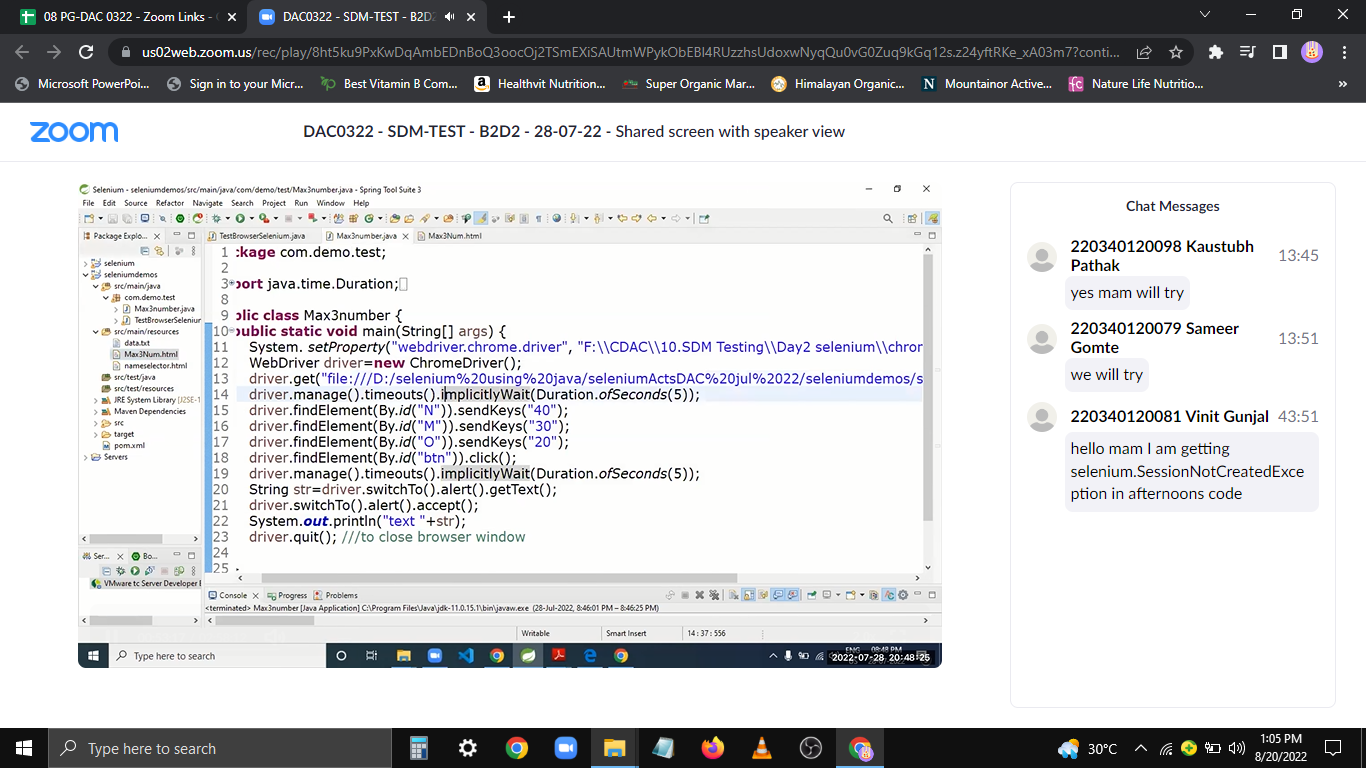 08 PG-DAC 0322 - Zoom Links -
DAC0322 - SDM-TEST - B2D2
us02web.zoom.us/rec/play/8ht5ku9PxKwDqAmbEDnBoQ3oocOj2TSmEXiSAUtmWPykObEBI4RUzzhsUdoxwNyqQu0vG0Zuq9kGq12s.z24yftRKe_xA03m7?conti...
Microsoft PowerPoi...
Sign in to your Micr...
Best Vitamin B Com...
Healthvit Nutrition...
Super Organic Mar...
Himalayan Organic...
Mountainor Active...
Nature Life Nutritio...
zoom
DAC0322 - SDM-TEST - B2D2 - 28-07-22 - Shared screen with speaker view
Selenium - seleniumdemos/src/main/java/com/demo/test/Max3number.java - Spring Tool Suite 3
File Edit Source Refactor Navigate Search Project Run Window Help
Package Explo...
TestBrowserSelenium.java
Max3number.java
Max3Num.html
selenium
seleniumdemos
src/main/java
com.demo.test
Max3number.java
TestBrowserSeleniun
src/main/resources
data.txt
Max3Num.html
nameselector.html
src/test/java
src/test/resources
JRE System Library [J2SE-1
Maven Dependencies
src
target
pom.xml
Servers
Ser...
Bo...
VMware tc Server Developer E
1 :kage com.demo.test;
2
3 port java.time.Duration;
8
9 blic class Max3number {
10 public static void main(String[] args) {
11 System. setProperty("webdriver.chrome.driver", "F:\\CDAC\\10.SDM Testing\\Day2 selenium\\chron
12 WebDriver driver=new ChromeDriver();
13 driver.get("file:///D:/selenium%20using%20java/seleniumActsDAC%20jul%2022/seleniumdemos/s
14 driver.manage().timeouts().implicitlyWait(Duration.ofSeconds(5));
15 driver.findElement(By.id("N")).sendKeys("40");
16 driver.findElement(By.id("M")).sendKeys("30");
17 driver.findElement(By.id("O")).sendKeys("20");
18 driver.findElement(By.id("btn")).click();
19 driver.manage().timeouts().implicitlyWait(Duration.ofSeconds(5));
20 String str=driver.switchTo().alert().getText();
21 driver.switchTo().alert().accept();
22 System.out.println("text "+str);
23 driver.quit(); ///to close browser window
24
25
Console
Progress
Problems
<terminated> Max3number [Java Application] C:\Program Files\Java\jdk-11.0.15.1\bin\javaw.exe (28-Jul-2022, 8:46:01 PM – 8:46:25 PM)
Writable
Smart Insert
14 : 37 : 556
Type here to search
2022-07-28 20:48:25
Chat Messages
220340120098 Kaustubh Pathak
13:45
yes mam will try
220340120079 Sameer Gomte
13:51
we will try
220340120081 Vinit Gunjal
43:51
hello mam I am getting
selenium.SessionNotCreatedExce
ption in afternoons code
Type here to search
30°C
1:05 PM
8/20/2022